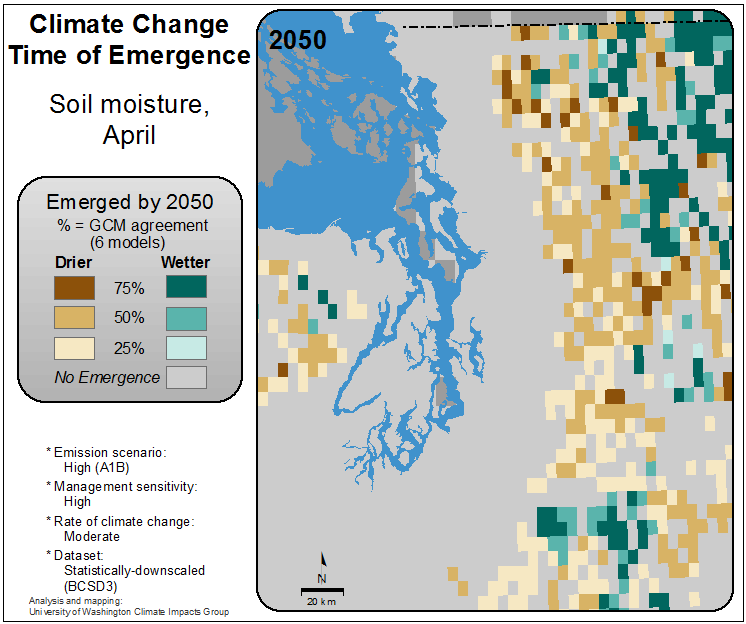 Climate Change
Time of Emergence
Soil moisture,
April
Emerged by 2050
% = GCM agreement
(6 models)
Drier Wetter
75%
50%
25%
No Emergence
* Emission scenario:
High (A1B)
* Management sensitivity:
High
* Rate of climate change:
Moderate
* Dataset:
Statistically-downscaled
(BCSD3)
Analysis and mapping:
University of Washington Climate Impacts Group
2050
N
20 km